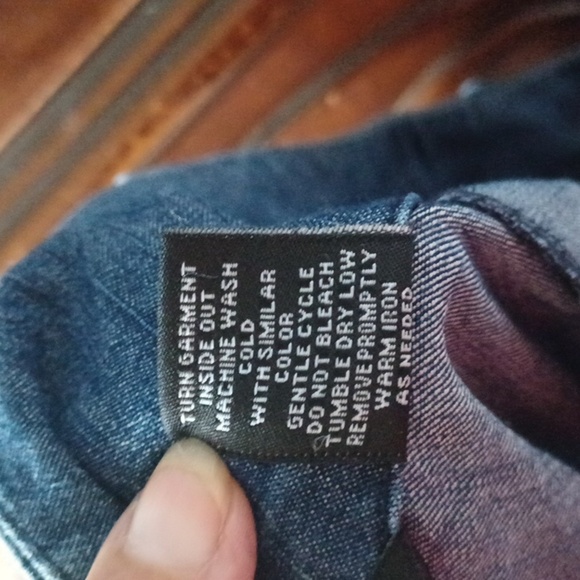 TURN GARMENT
INSIDE OUT
MACHINE WASH
COLD
WITH SIMILAR
COLOR
GENTLE CYCLE
DO NOT BLEACH
TUMBLE DRY LOW
REMOVE PROMPTLY
WARM IRON
AS NEEDED